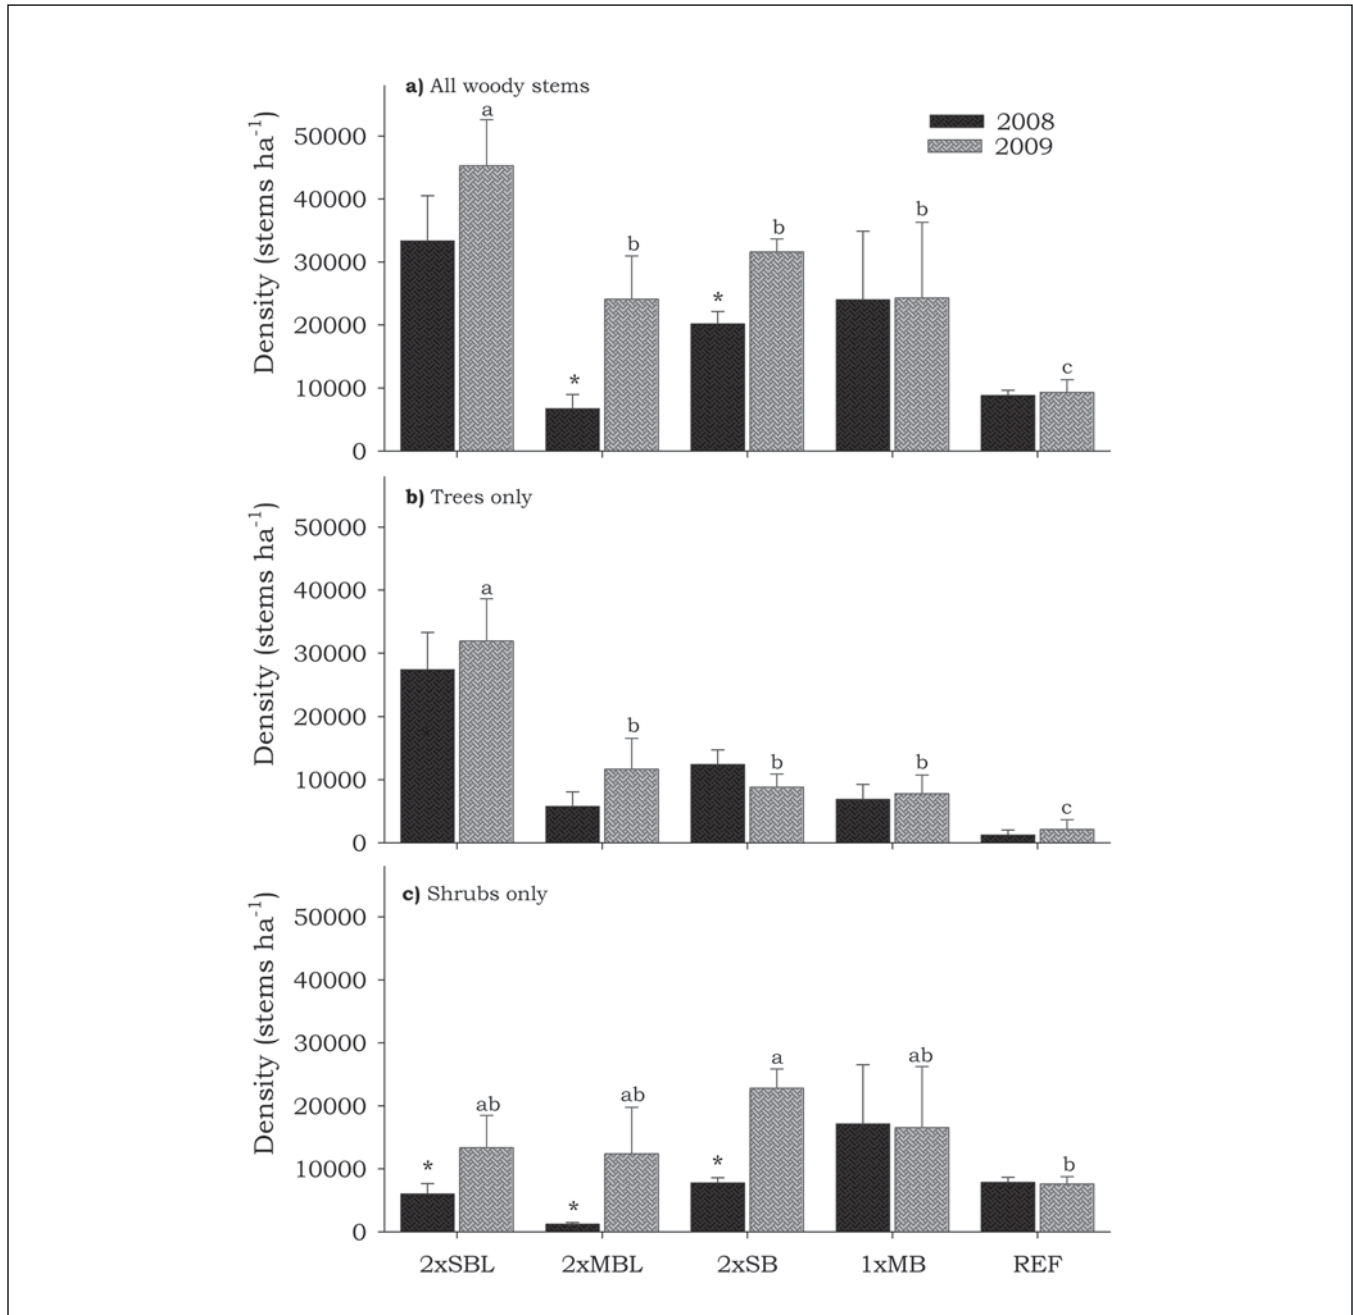 a) All woody stems
2008
2009
Density (stems ha⁻¹)
50000
40000
30000
20000
10000
0
a
*
b
*
b
b
c
b) Trees only
Density (stems ha⁻¹)
50000
40000
30000
20000
10000
0
a
b
b
b
c
c) Shrubs only
Density (stems ha⁻¹)
50000
40000
30000
20000
10000
0
*
ab
*
ab
*
a
ab
b
2xSBL 2xMBL 2xSB 1xMB REF